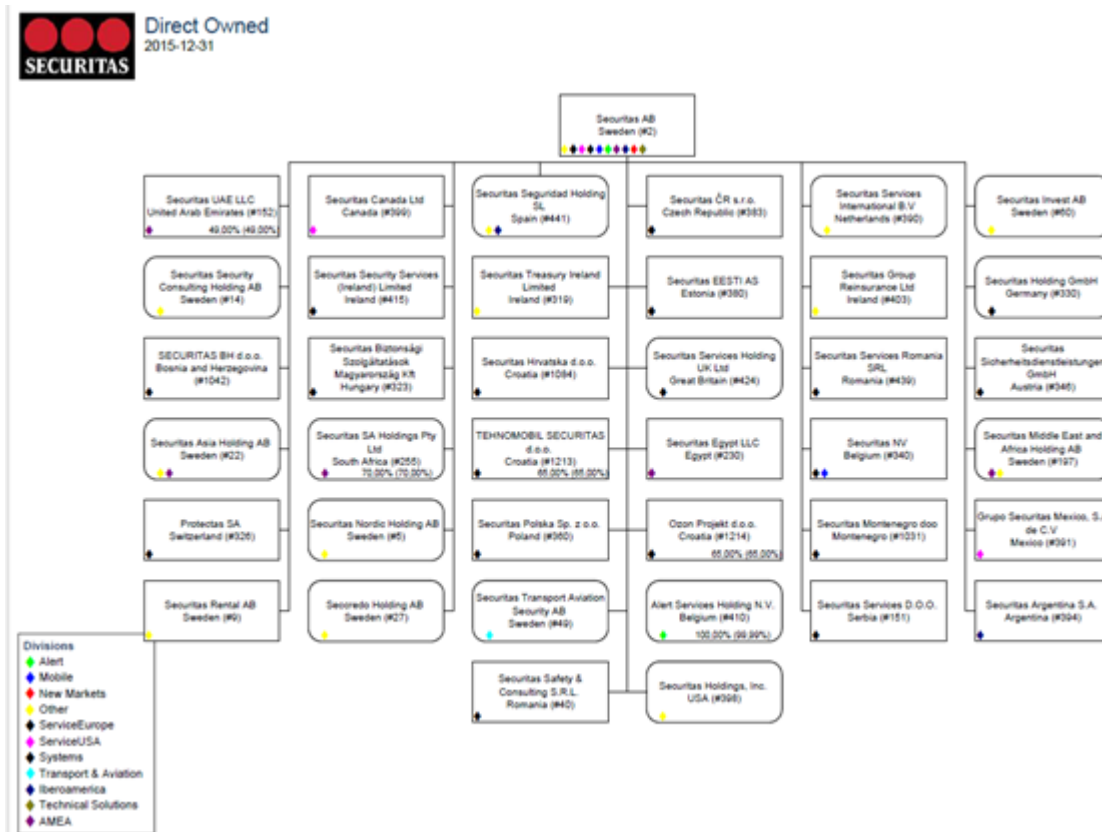 SECURITAS
Direct Owned
2015-12-31
Securitas AB
Sweden (#2)
Securitas UAE LLC
United Arab Emirates (#152)
49,00% (49,00%)
Securitas Canada Ltd
Canada (#399)
Securitas Seguridad Holding
SL
Spain (#441)
Securitas ČR s.r.o.
Czech Republic (#383)
Securitas Services
International B.V
Netherlands (#390)
Securitas Invest AB
Sweden (#60)
Securitas Security
Consulting Holding AB
Sweden (#14)
Securitas Security Services
(Ireland) Limited
Ireland (#415)
Securitas Treasury Ireland
Limited
Ireland (#319)
Securitas EESTI AS
Estonia (#380)
Securitas Group
Reinsurance Ltd
Ireland (#403)
Securitas Holding GmbH
Germany (#330)
SECURITAS BH d.o.o.
Bosnia and Herzegovina
(#1042)
Securitas Biztonsági
Szolgáltatások
Magyarország Kft
Hungary (#323)
Securitas Hrvatska d.o.o.
Croatia (#1084)
Securitas Services Holding
UK Ltd
Great Britain (#424)
Securitas Services Romania
SRL
Romania (#439)
Securitas
Sicherheitsdienstleistungen
GmbH
Austria (#346)
Securitas Asia Holding AB
Sweden (#22)
Securitas SA Holdings Pty
Ltd
South Africa (#255)
70,00% (70,00%)
TEHNOMOBIL SECURITAS
d.o.o.
Croatia (#1213)
65,00% (65,00%)
Securitas Egypt LLC
Egypt (#230)
Securitas NV
Belgium (#340)
Securitas Middle East and
Africa Holding AB
Sweden (#197)
Protectas SA
Switzerland (#326)
Securitas Nordic Holding AB
Sweden (#5)
Securitas Polska Sp. z o.o.
Poland (#360)
Ozon Projekt d.o.o.
Croatia (#1214)
65,00% (65,00%)
Securitas Montenegro doo
Montenegro (#1031)
Grupo Securitas Mexico, S.A
de C.V
Mexico (#391)
Securitas Rental AB
Sweden (#9)
Seccredo Holding AB
Sweden (#27)
Securitas Transport Aviation
Security AB
Sweden (#49)
Alert Services Holding N.V.
Belgium (#410)
100,00% (99,99%)
Securitas Services D.O.O.
Serbia (#151)
Securitas Argentina S.A.
Argentina (#394)
Securitas Safety &
Consulting S.R.L.
Romania (#40)
Securitas Holdings, Inc.
USA (#398)
Divisions
Alert
Mobile
New Markets
Other
ServiceEurope
ServiceUSA
Systems
Transport & Aviation
Iberoamerica
Technical Solutions
AMEA